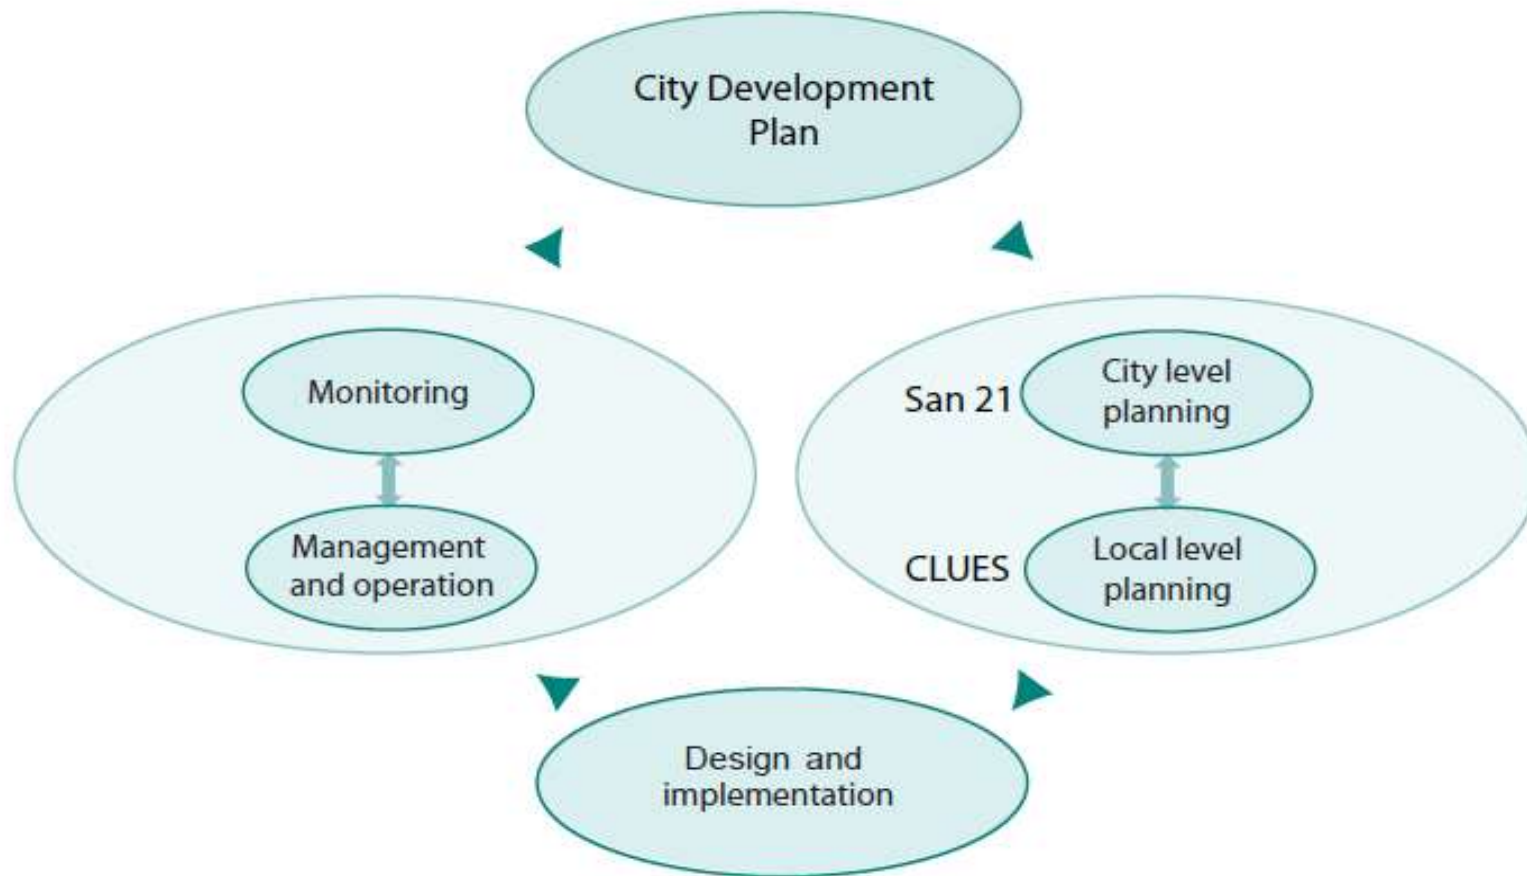 City Development
Plan
Monitoring
Management
and operation
San 21
City level
planning
CLUES
Local level
planning
Design and
implementation